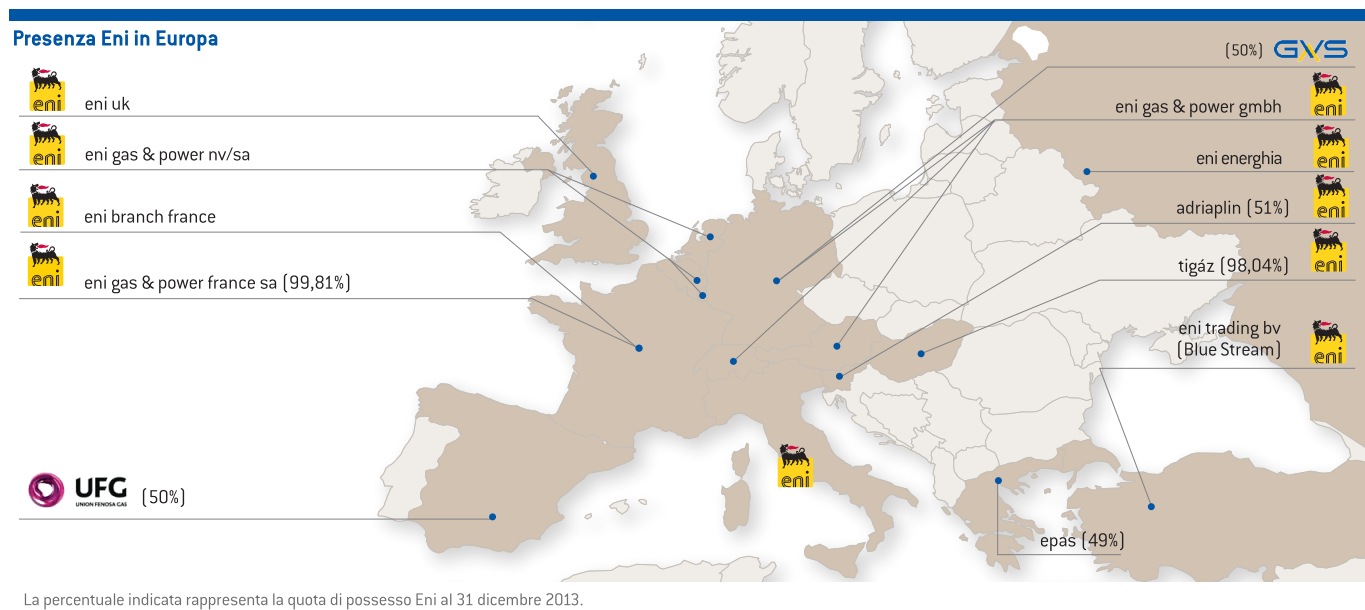 Presenza Eni in Europa
eni
eni uk
eni
eni gas & power nv/sa
eni
eni branch france
eni
eni gas & power france sa (99,81%)
UFG
UNION FENOSA GAS
(50%)
(50%) GVS
eni gas & power gmbh
eni
eni energhia
eni
adriaplin (51%)
eni
tigáz (98,04%)
eni
eni trading bv
(Blue Stream)
eni
eni
epas (49%)
La percentuale indicata rappresenta la quota di possesso Eni al 31 dicembre 2013.